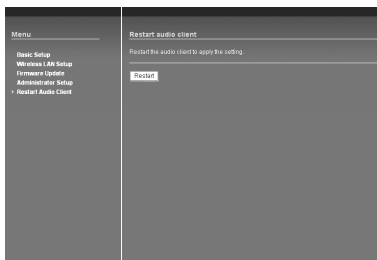 Menu
Basic Setup
Wireless LAN Setup
Firmware Update
Administrator Setup
Restart Audio Client
Restart audio client
Restart the audio client to apply the setting.
Restart